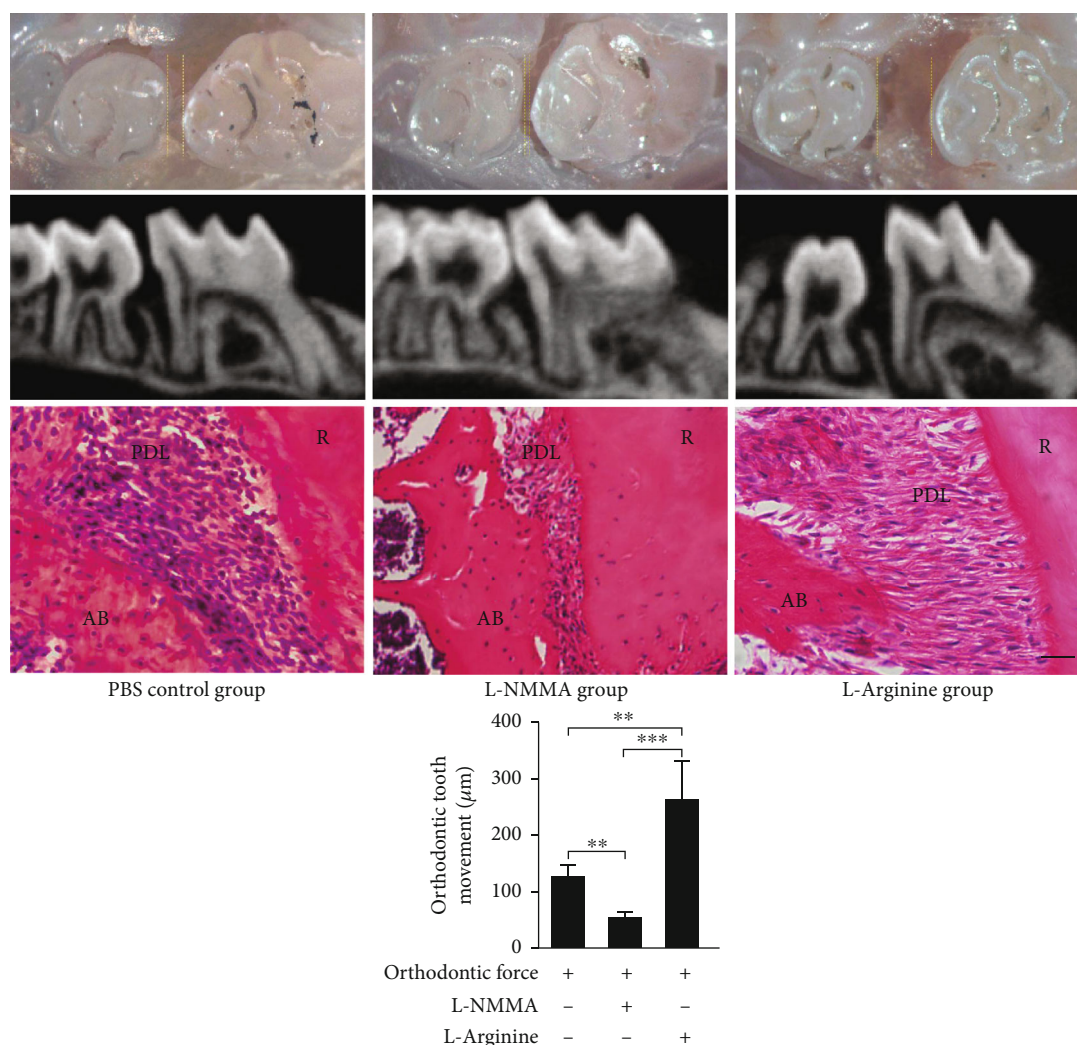 PDL
R
AB
PDL
R
AB
PDL
R
AB
PBS control group
L-NMMA group
L-Arginine group
Orthodontic tooth
movement (μm)
400
300
200
100
0
**
***
**
Orthodontic force + + +
L-NMMA – + –
L-Arginine – – +